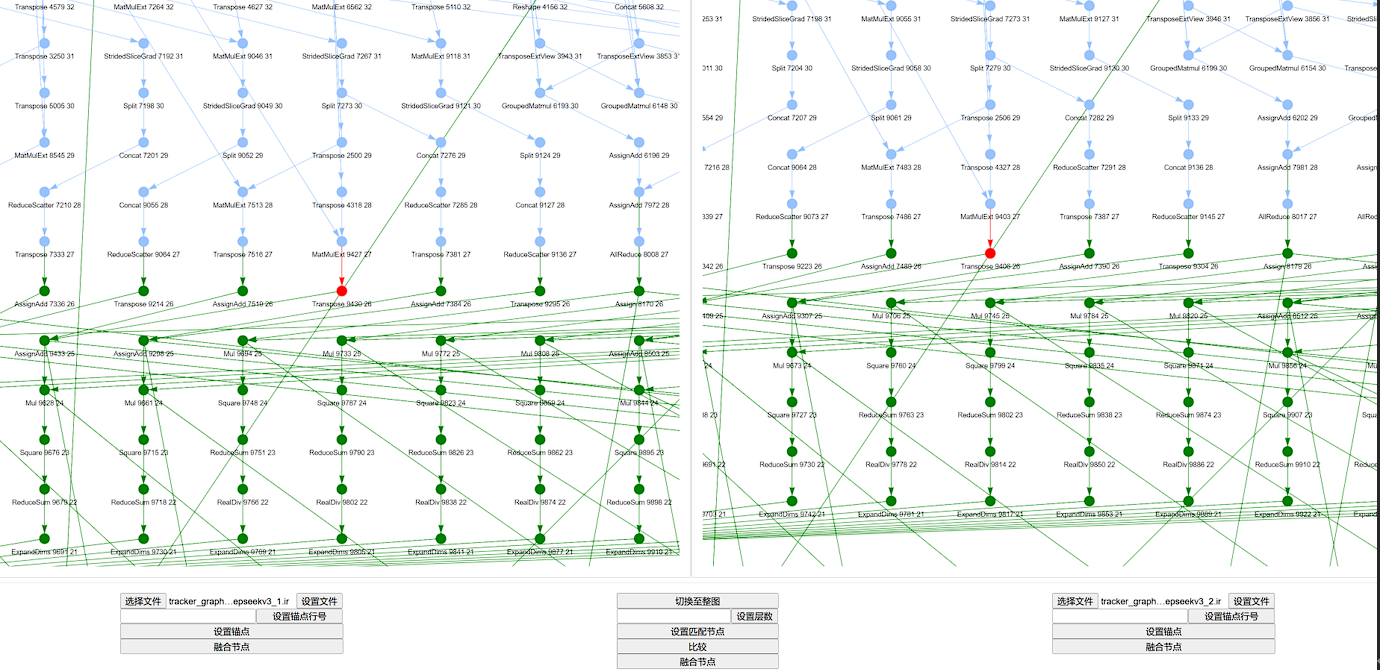 Transpose 4579 32 Transpose 4627 32 MatMulExt 6562 32 Transpose 5110 32 Reshape 4156 32 Concat 5608 32
MatMulExt 7264 32
Transpose 3250 31 StridedSliceGrad 7192 31 MatMulExt 9046 31 StridedSliceGrad 7267 31 MatMulExt 9118 31 TransposeExtView 3943 31 TransposeExtView 3853 31
Transpose 5005 30 Split 7198 30 StridedSliceGrad 9049 30 Split 7273 30 StridedSliceGrad 9121 30 GroupedMatmul 6193 30 GroupedMatmul 6148 30
MatMulExt 8545 29 Concat 7201 29 Split 9052 29 Transpose 2500 29 Concat 7276 29 Split 9124 29 AssignAdd 6196 29
ReduceScatter 7210 28 Concat 9055 28 MatMulExt 7513 28 Transpose 4318 28 ReduceScatter 7285 28 Concat 9127 28 AssignAdd 7972 28
Transpose 7333 27 ReduceScatter 9064 27 Transpose 7516 27 MatMulExt 9427 27 Transpose 7381 27 ReduceScatter 9136 27 AllReduce 8008 27
AssignAdd 7336 26 Transpose 9214 26 AssignAdd 7519 26 Transpose 9430 26 AssignAdd 7384 26 Transpose 9295 26 Assign 8170 26
AssignAdd 9433 25 AssignAdd 9298 25 Mul 9694 25 Mul 9733 25 Mul 9772 25 Mul 9808 25 AssignAdd 8503 25
Mul 9628 24 Mul 9661 24 Square 9748 24 Square 9787 24 Square 9823 24 Square 9859 24 Mul 9844 24
Square 9676 23 Square 9715 23 ReduceSum 9751 23 ReduceSum 9790 23 ReduceSum 9826 23 ReduceSum 9862 23 Square 9895 23
ReduceSum 9679 22 ReduceSum 9718 22 RealDiv 9766 22 RealDiv 9802 22 RealDiv 9838 22 RealDiv 9874 22 ReduceSum 9898 22
ExpandDims 9691 21 ExpandDims 9730 21 ExpandDims 9769 21 ExpandDims 9805 21 ExpandDims 9841 21 ExpandDims 9877 21 ExpandDims 9910 21
253 31 StridedSliceGrad 7198 31 MatMulExt 9055 31 StridedSliceGrad 7273 31 MatMulExt 9127 31 TransposeExtView 3946 31 TransposeExtView 3856 31 StridedSl
011 30 Split 7204 30 StridedSliceGrad 9058 30 Split 7279 30 StridedSliceGrad 9130 30 GroupedMatmul 6199 30 GroupedMatmul 6154 30 Transpose
554 29 Concat 7207 29 Split 9061 29 Transpose 2506 29 Concat 7282 29 Split 9133 29 AssignAdd 6202 29 Grouped
7216 28 Concat 9064 28 MatMulExt 7483 28 Transpose 4327 28 ReduceScatter 7291 28 Concat 9136 28 AssignAdd 7981 28 Assign
339 27 ReduceScatter 9073 27 Transpose 7486 27 MatMulExt 9403 27 Transpose 7387 27 ReduceScatter 9145 27 AllReduce 8017 27 AllRe
342 26 Transpose 9223 26 AssignAdd 7489 26 Transpose 9406 26 AssignAdd 7390 26 Transpose 9304 26 Assign 8179 26
409 25 AssignAdd 9307 25 Mul 9706 25 Mul 9745 25 Mul 9784 25 Mul 9820 25 AssignAdd 8512 25 Assig
24 Mul 9673 24 Square 9760 24 Square 9799 24 Square 9835 24 Square 9871 24 Mul 9856 24 Mu
23 Square 9727 23 ReduceSum 9763 23 ReduceSum 9802 23 ReduceSum 9838 23 ReduceSum 9874 23 Square 9907 23 Squa
9691 22 ReduceSum 9730 22 RealDiv 9778 22 RealDiv 9814 22 RealDiv 9850 22 RealDiv 9886 22 ReduceSum 9910 22 Reduc
9703 21 ExpandDims 9742 21 ExpandDims 9781 21 ExpandDims 9817 21 ExpandDims 9853 21 ExpandDims 9889 21 ExpandDims 9922 21 Expand
选择文件 tracker_graph…epseekv3_1.ir 设置文件
设置锚点行号
设置锚点
融合节点
切换至整图
设置层数
设置匹配节点
比较
融合节点
选择文件 tracker_graph…epseekv3_2.ir 设置文件
设置锚点行号
设置锚点
融合节点